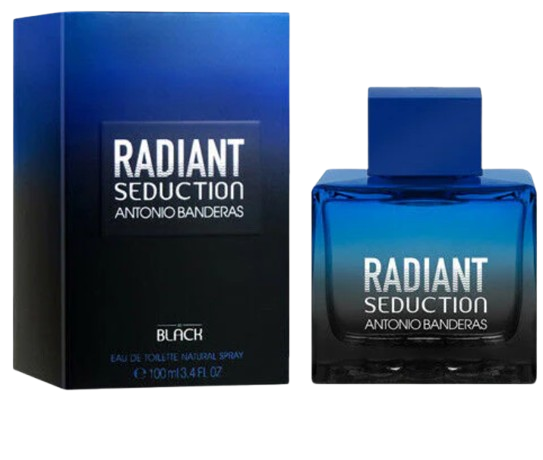 RADIANT
SEDUCTION
ANTONIO BANDERAS
IN
BLACK
EAU DE TOILETTE NATURAL SPRAY
℮ 100 ml 3.4 FL OZ
RADIANT
SEDUCTION
ANTONIO BANDERAS